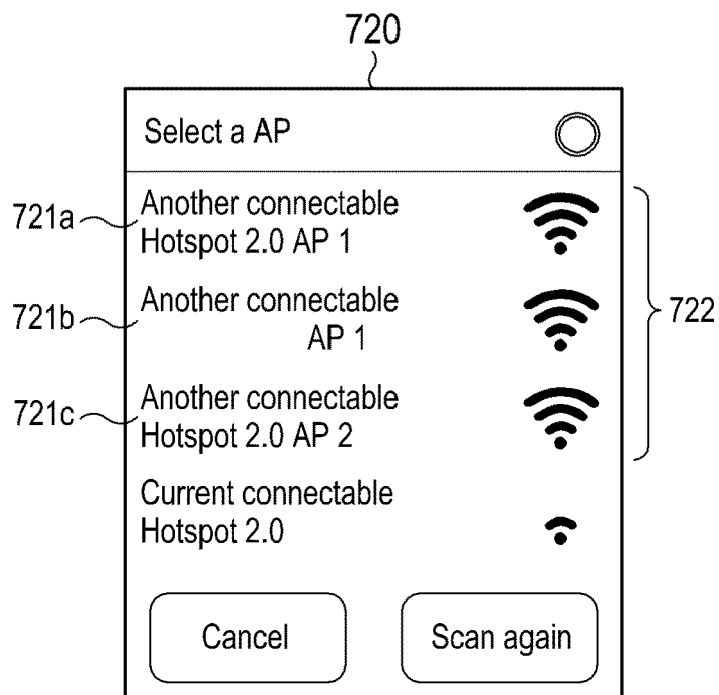 720
Select a AP
721a
Another connectable
Hotspot 2.0 AP 1
721b
Another connectable
AP 1
722
721c
Another connectable
Hotspot 2.0 AP 2
Current connectable
Hotspot 2.0
Cancel
Scan again